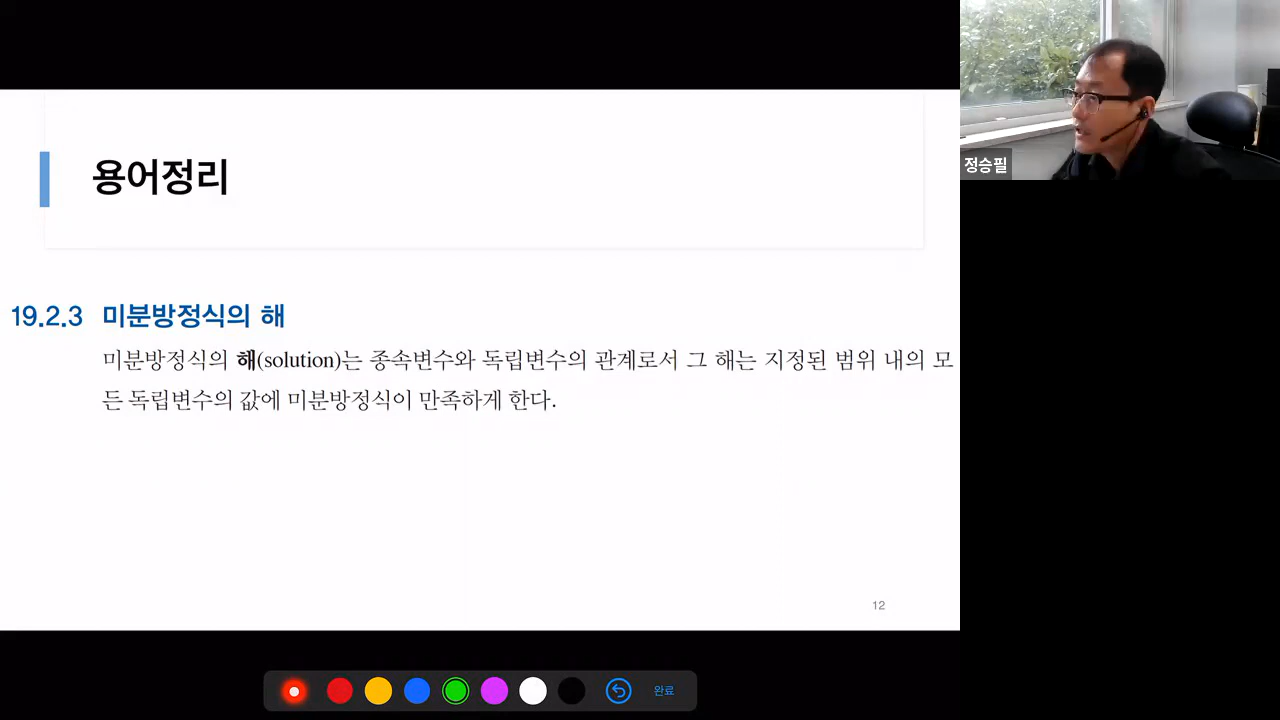 용어정리
정승필
19.2.3 미분방정식의 해
미분방정식의 해(solution)는 종속변수와 독립변수의 관계로서 그 해는 지정된 범위 내의 모
든 독립변수의 값에 미분방정식이 만족하게 한다.
12
완료